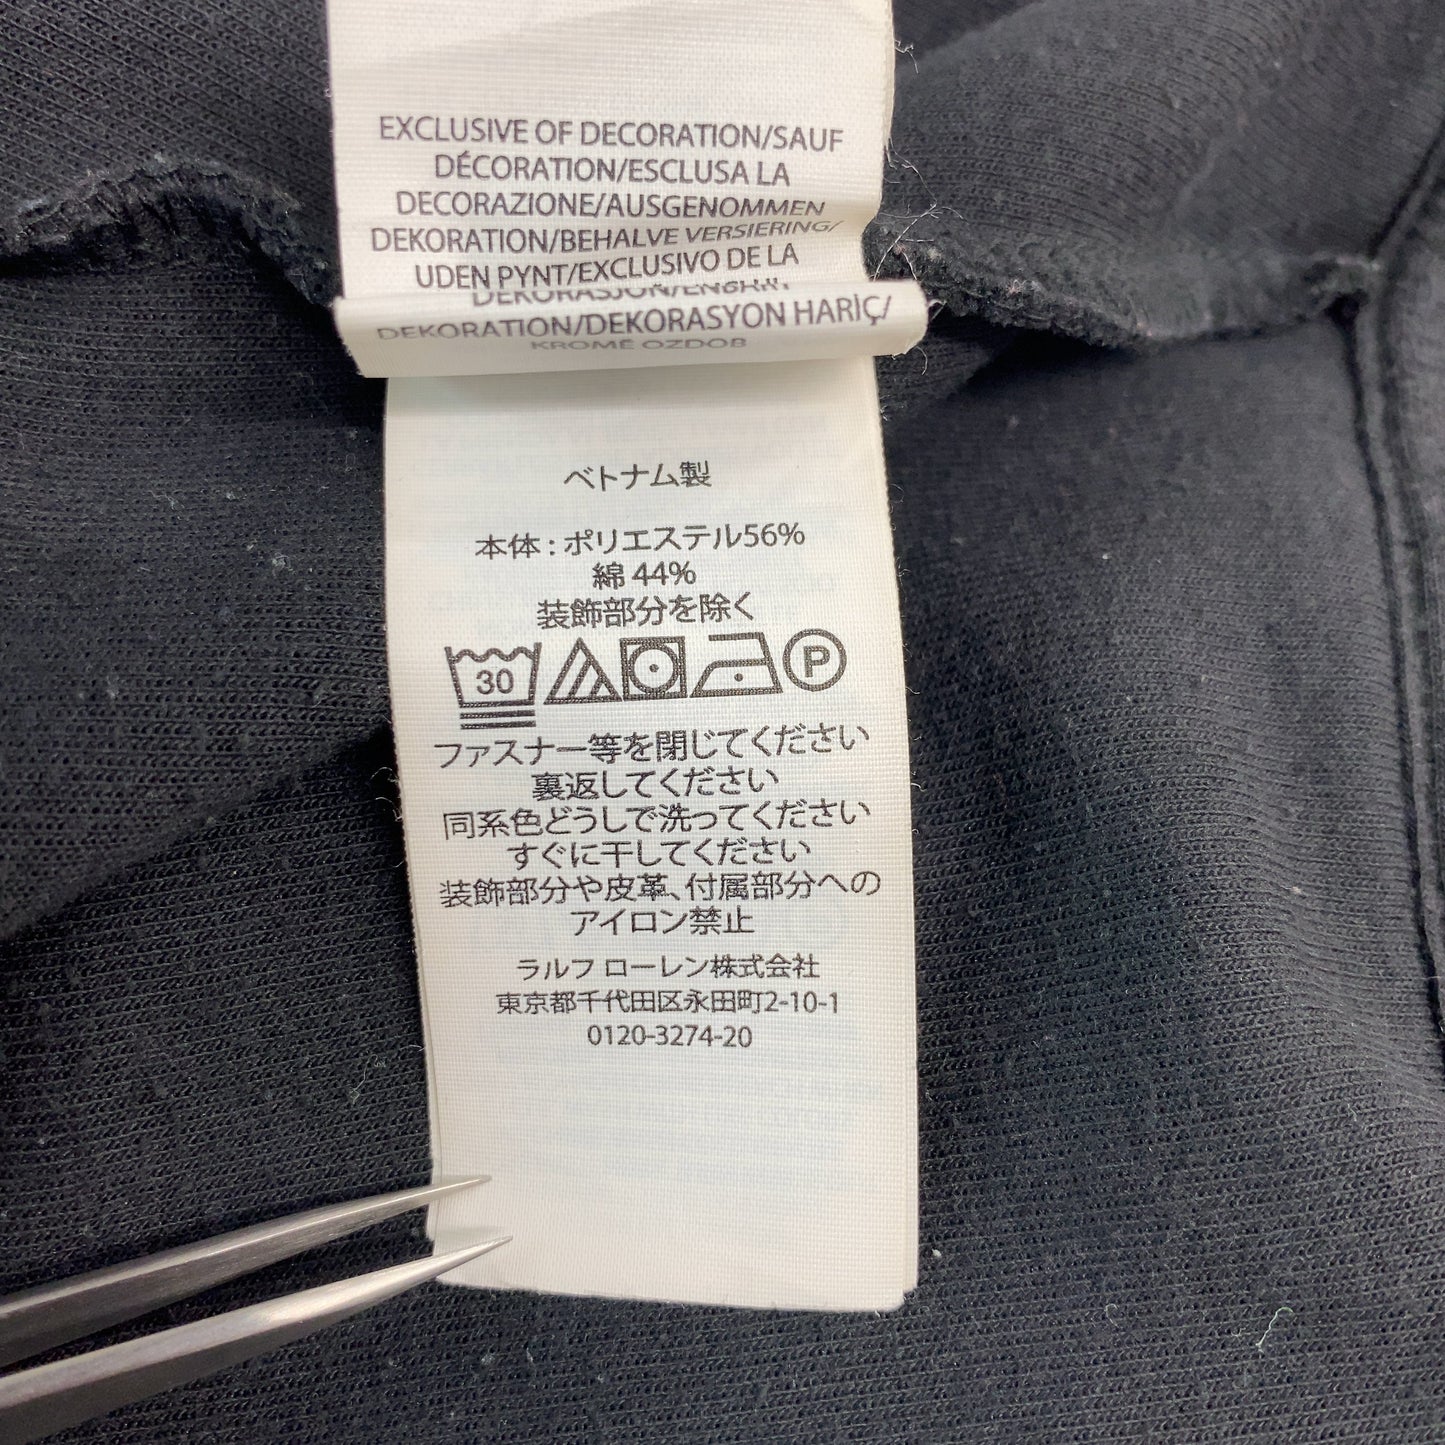 EXCLUSIVE OF DECORATION/SAUF
DÉCORATION/ESCLUSA LA
DECORAZIONE/AUSGENOMMEN
DEKORATION/BEHALVE VERSIERING/
UDEN PYNT/EXCLUSIVO DE LA
DEKORATION/DEKORASYON HARİÇ/
KROMĚ OZDOB
ベトナム製
本体 : ポリエステル56%
綿 44%
装飾部分を除く
30
P
ファスナー等を閉じてください
裏返してください
同系色どうしで洗ってください
すぐに干してください
装飾部分や皮革、付属部分への
アイロン禁止
ラルフ ローレン株式会社
東京都千代田区永田町2-10-1
0120-3274-20